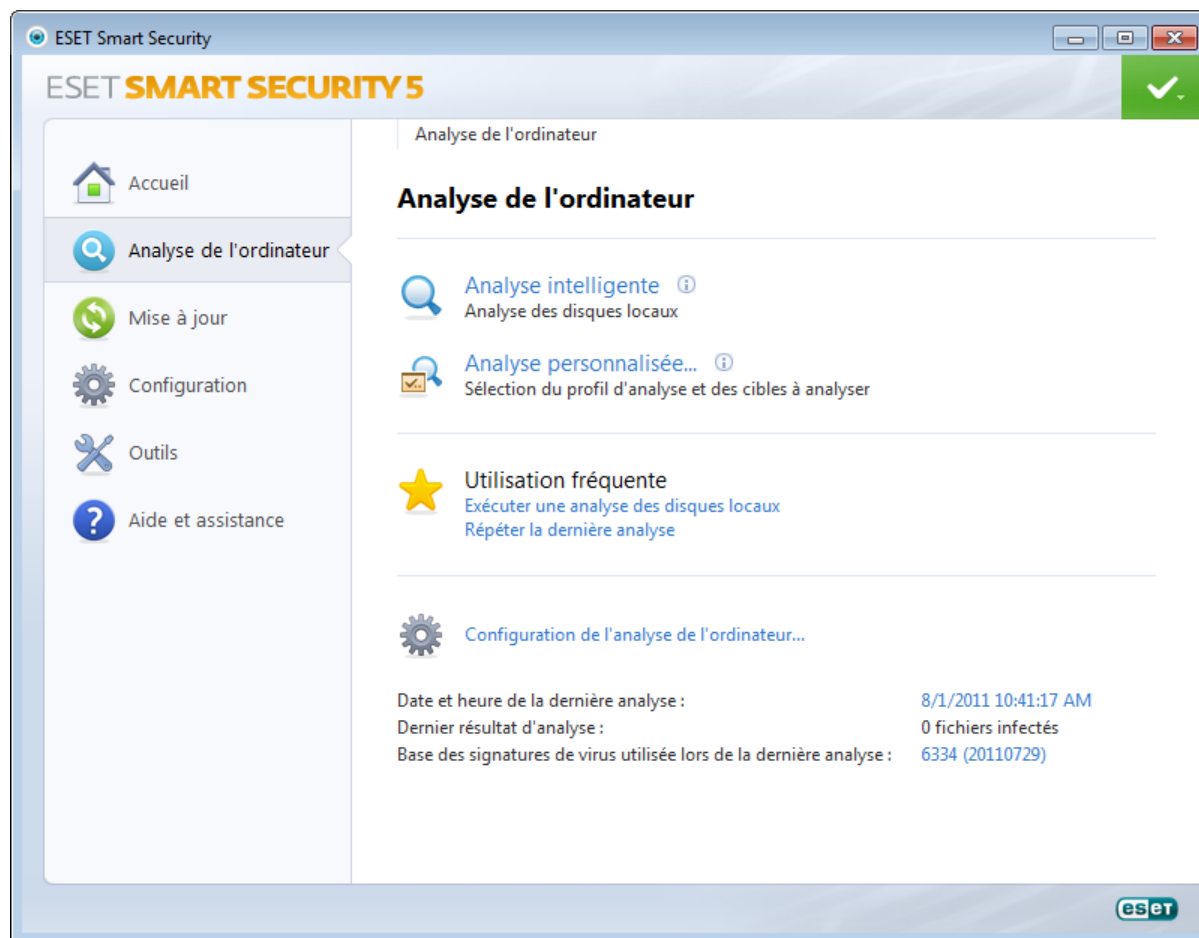 ESET Smart Security
ESET SMART SECURITY 5
Accueil
Analyse de l'ordinateur
Mise à jour
Configuration
Outils
Aide et assistance
Analyse de l'ordinateur
Analyse de l'ordinateur
Analyse intelligente
Analyse des disques locaux
Analyse personnalisée...
Sélection du profil d'analyse et des cibles à analyser
Utilisation fréquente
Exécuter une analyse des disques locaux
Répéter la dernière analyse
Configuration de l'analyse de l'ordinateur...
Date et heure de la dernière analyse : 8/1/2011 10:41:17 AM
Dernier résultat d'analyse : 0 fichiers infectés
Base des signatures de virus utilisée lors de la dernière analyse : 6334 (20110729)
eset